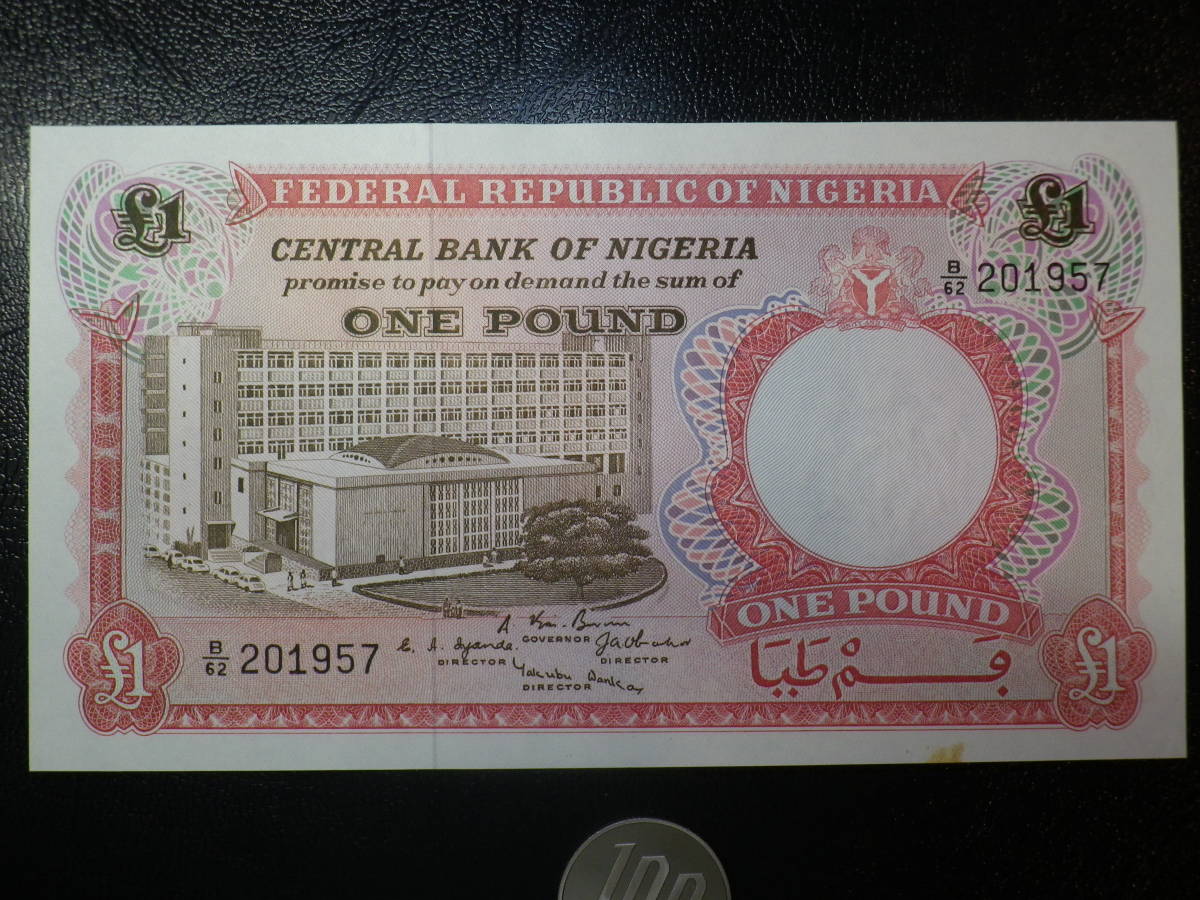 £1
FEDERAL REPUBLIC OF NIGERIA
£1
CENTRAL BANK OF NIGERIA
promise to pay on demand the sum of
ONE POUND
B/62 201957
B/62 201957
GOVERNOR
DIRECTOR
DIRECTOR
DIRECTOR
ONE POUND
فَمْ طَيَا
£1
£1
100